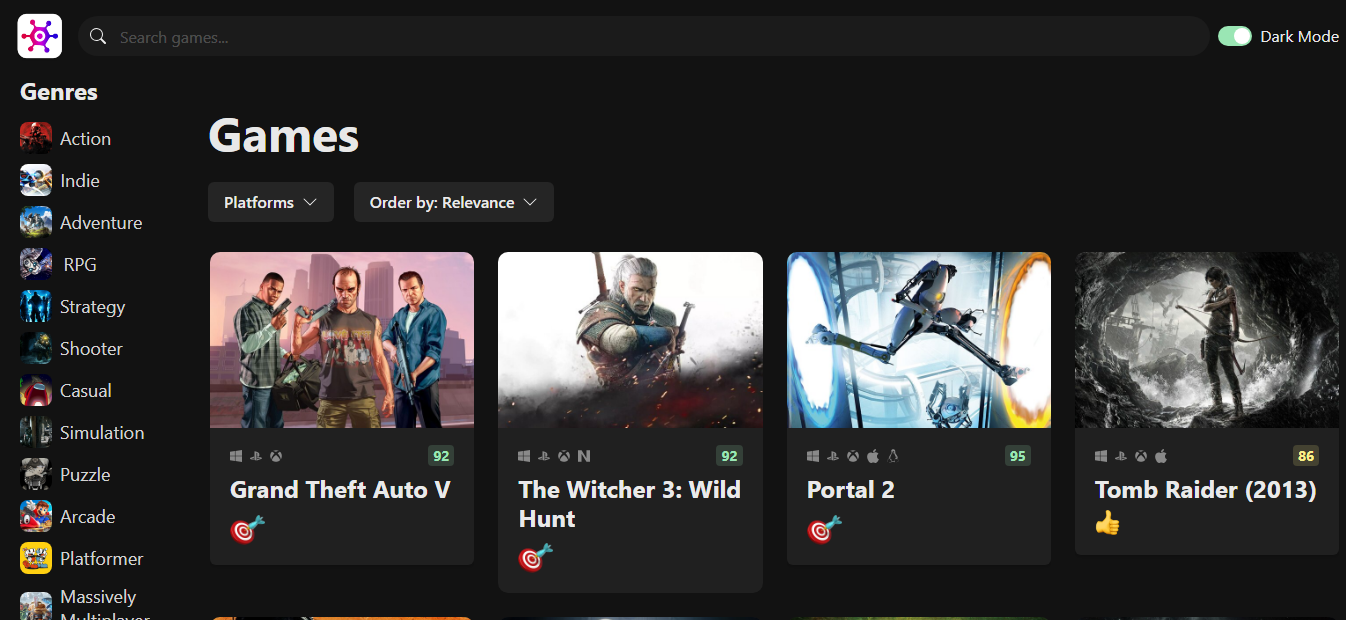 Search games...
Dark Mode
Genres
Action
Indie
Adventure
RPG
Strategy
Shooter
Casual
Simulation
Puzzle
Arcade
Platformer
Massively
Multiplayer
Games
Platforms
Order by: Relevance
92
Grand Theft Auto V
92
The Witcher 3: Wild
Hunt
95
Portal 2
86
Tomb Raider (2013)